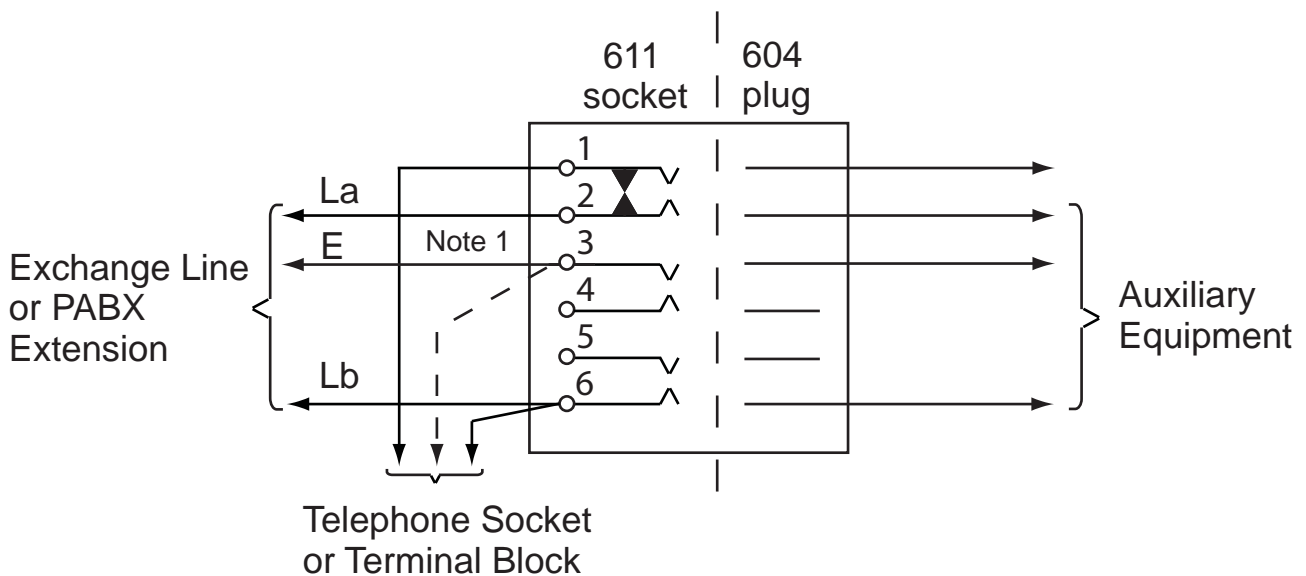 611
socket
604
plug
1
La
2
E
Note 1
3
Exchange Line
or PABX
Extension
4
5
Auxiliary
Equipment
Lb
6
Telephone Socket
or Terminal Block